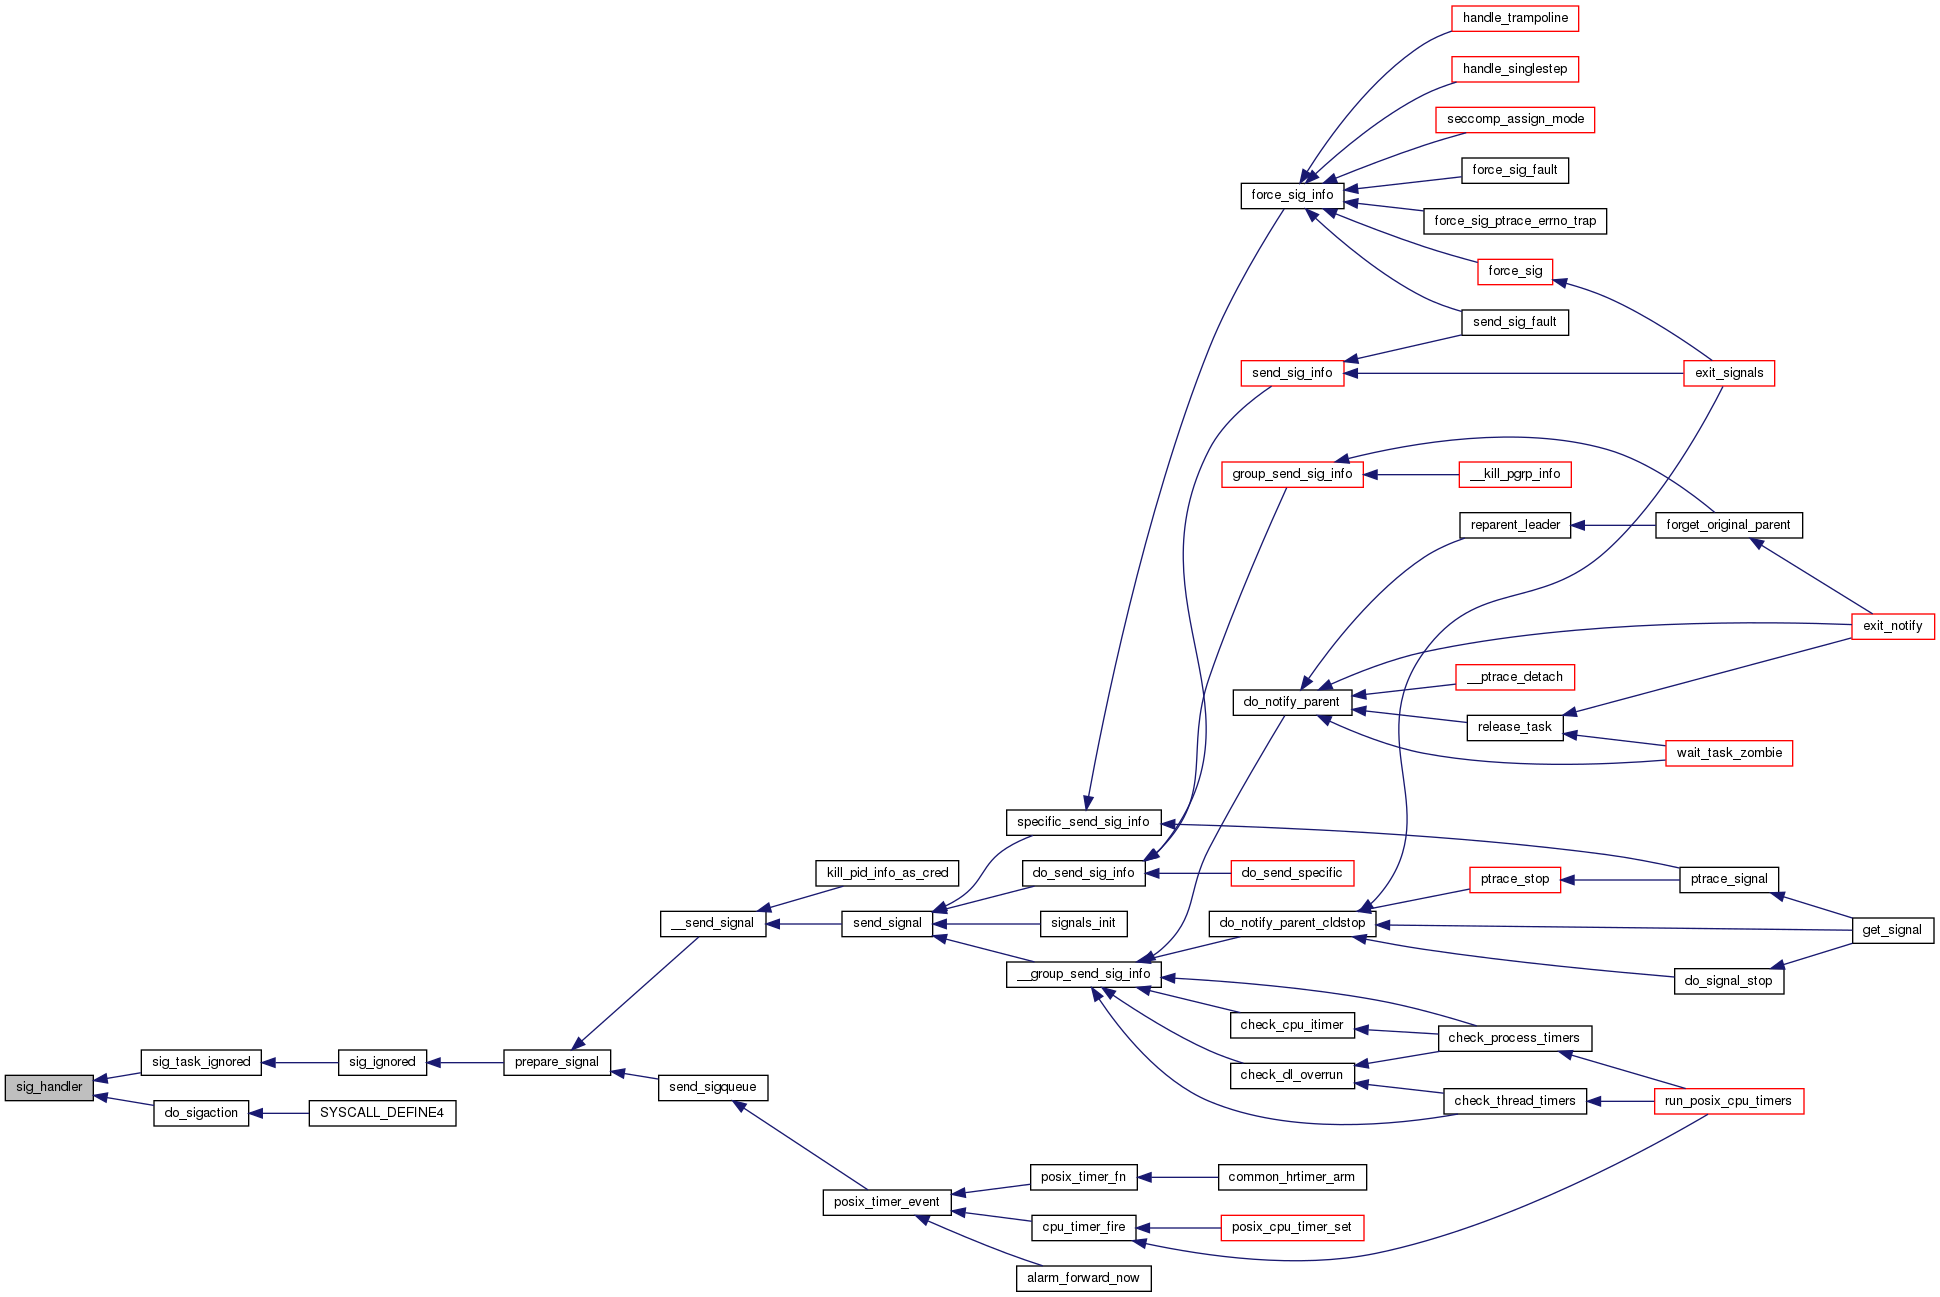 handle_trampoline
handle_singlestep
seccomp_assign_mode
force_sig_fault
force_sig_info
force_sig_ptrace_errno_trap
force_sig
send_sig_fault
send_sig_info
exit_signals
group_send_sig_info
__kill_pgrp_info
reparent_leader
forget_original_parent
exit_notify
__ptrace_detach
do_notify_parent
release_task
wait_task_zombie
specific_send_sig_info
kill_pid_info_as_cred
do_send_sig_info
do_send_specific
ptrace_stop
ptrace_signal
__send_signal
send_signal
signals_init
do_notify_parent_cldstop
get_signal
__group_send_sig_info
do_signal_stop
check_cpu_itimer
check_process_timers
sig_task_ignored
sig_ignored
prepare_signal
check_dl_overrun
sig_handler
send_sigqueue
check_thread_timers
run_posix_cpu_timers
do_sigaction
SYSCALL_DEFINE4
posix_timer_fn
common_hrtimer_arm
posix_timer_event
cpu_timer_fire
posix_cpu_timer_set
alarm_forward_now